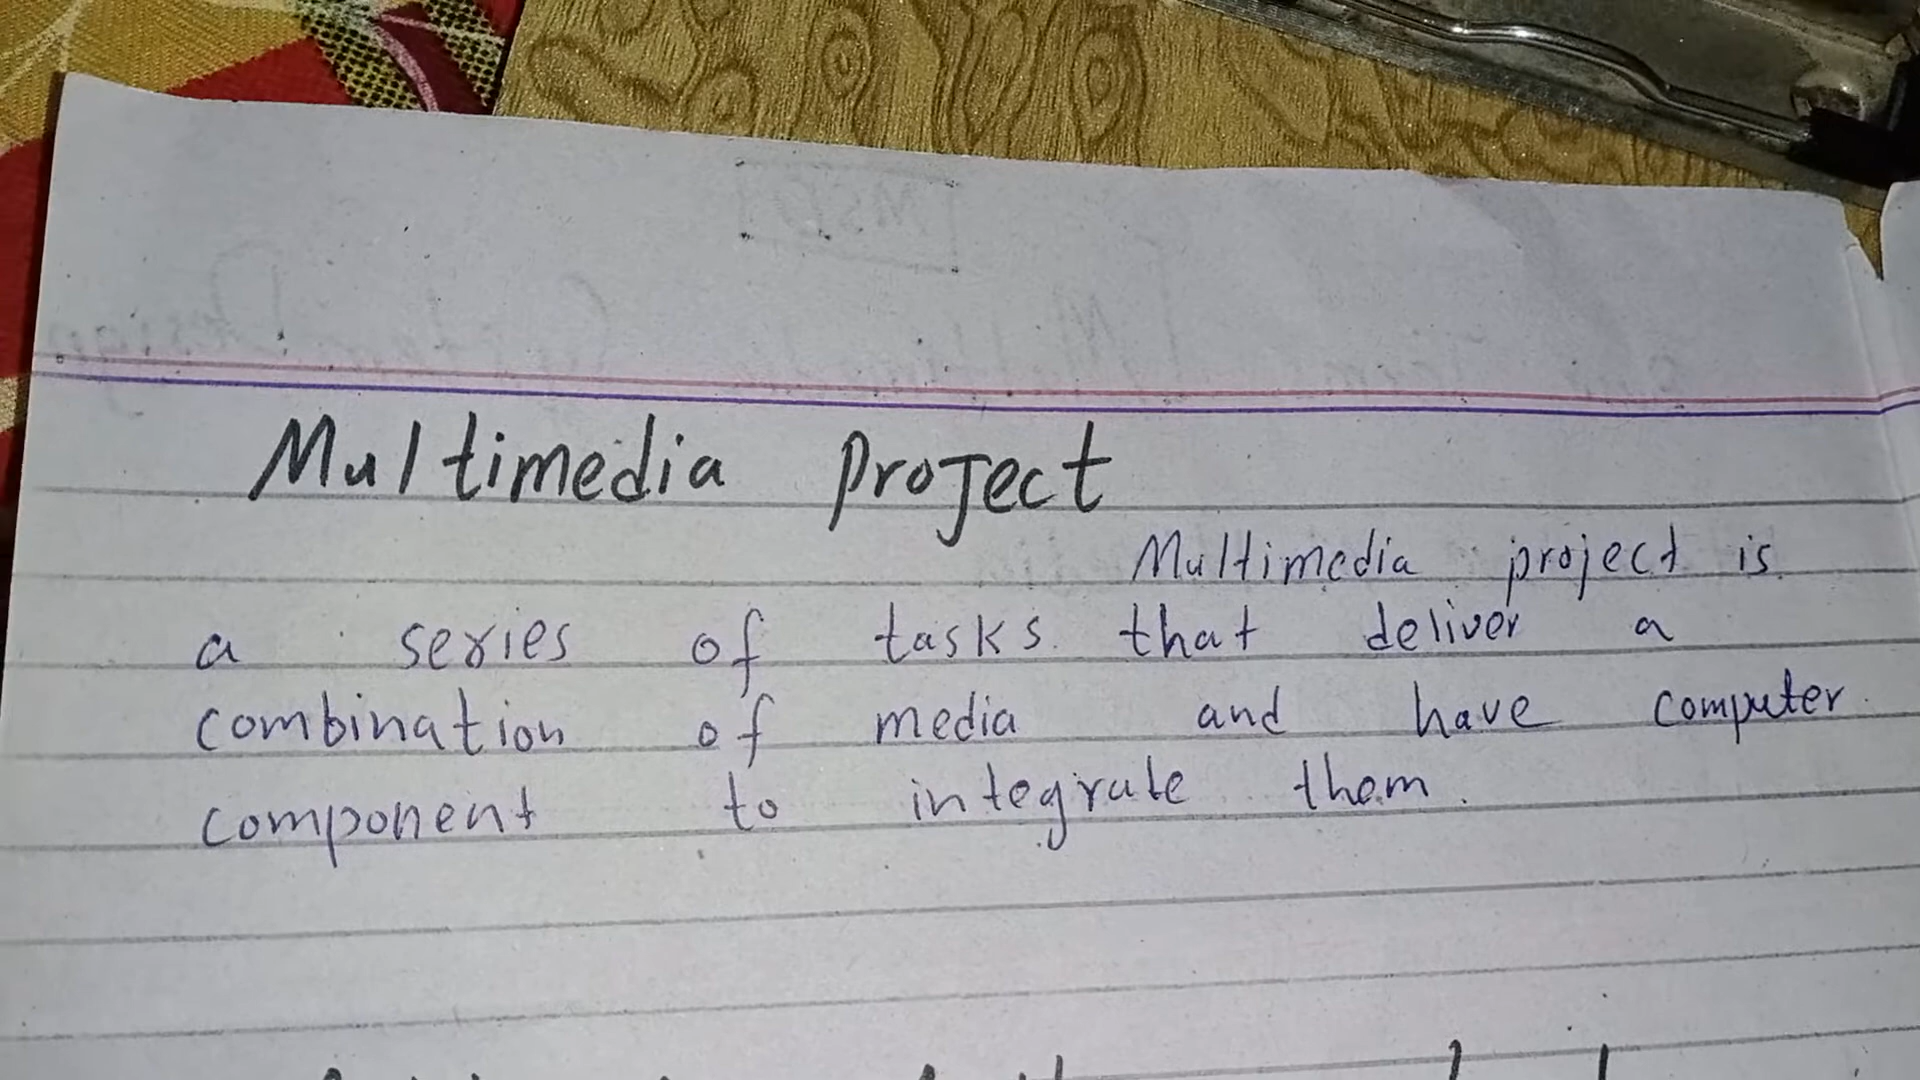 Multimedia Project
Multimedia project is
a series of tasks that deliver a
combination of media and have computer
component to integrate them.